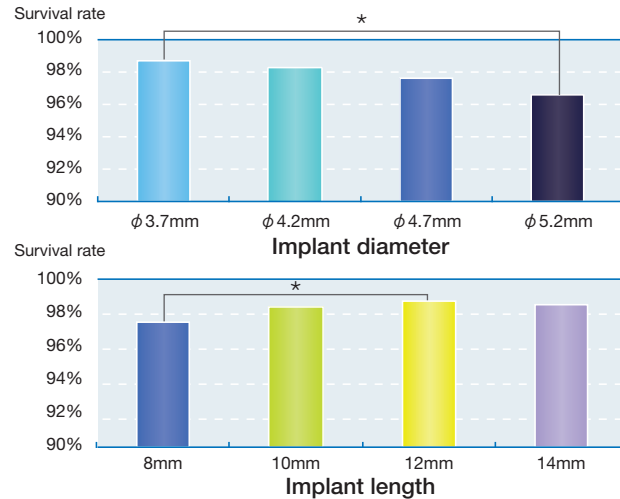 Survival rate
*
100%
98%
96%
94%
92%
90%
φ3.7mm φ4.2mm φ4.7mm φ5.2mm
Implant diameter
Survival rate
100%
*
98%
96%
94%
92%
90%
8mm 10mm 12mm 14mm
Implant length